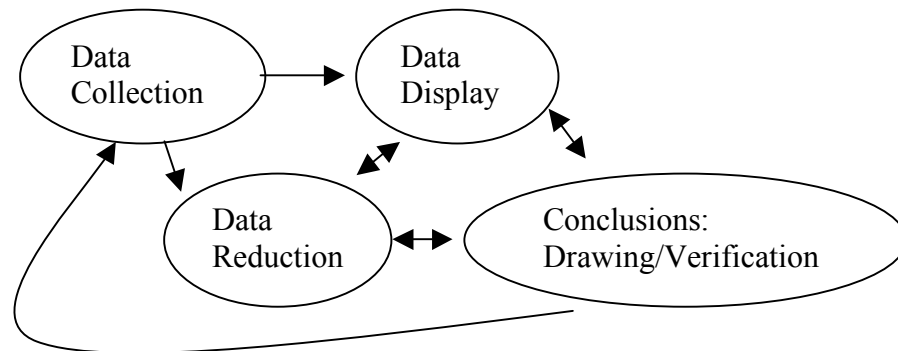 Data
Collection
Data
Display
Data
Reduction
Conclusions:
Drawing/Verification